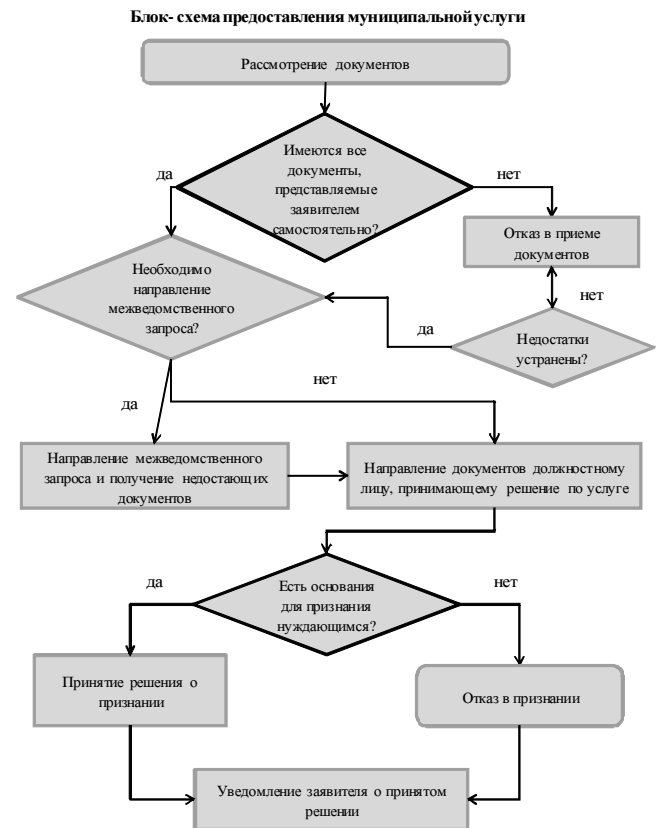 Блок- схема предоставления муниципальной услуги
Рассмотрение документов
Имеются все
документы,
представляемые
заявителем
самостоятельно?
да
нет
Отказ в приеме
документов
Необходимо
направление
межведомственного
запроса?
нет
да
Недостатки
устранены?
нет
да
Направление межведомственного
запроса и получение недостающих
документов
Направление документов должностному
лицу, принимающему решение по услуге
да
Есть основания
для признания
нуждающимся?
нет
Принятие решения о
признании
Отказ в признании
Уведомление заявителя о принятом
решении